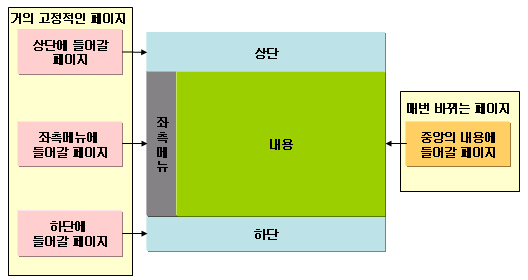 거의 고정적인 페이지
상단에 들어갈
페이지
상단
좌측메뉴에
들어갈 페이지
좌
측
메
뉴
내용
매번 바뀌는 페이지
중앙의 내용에
들어갈 페이지
하단에
들어갈 페이지
하단